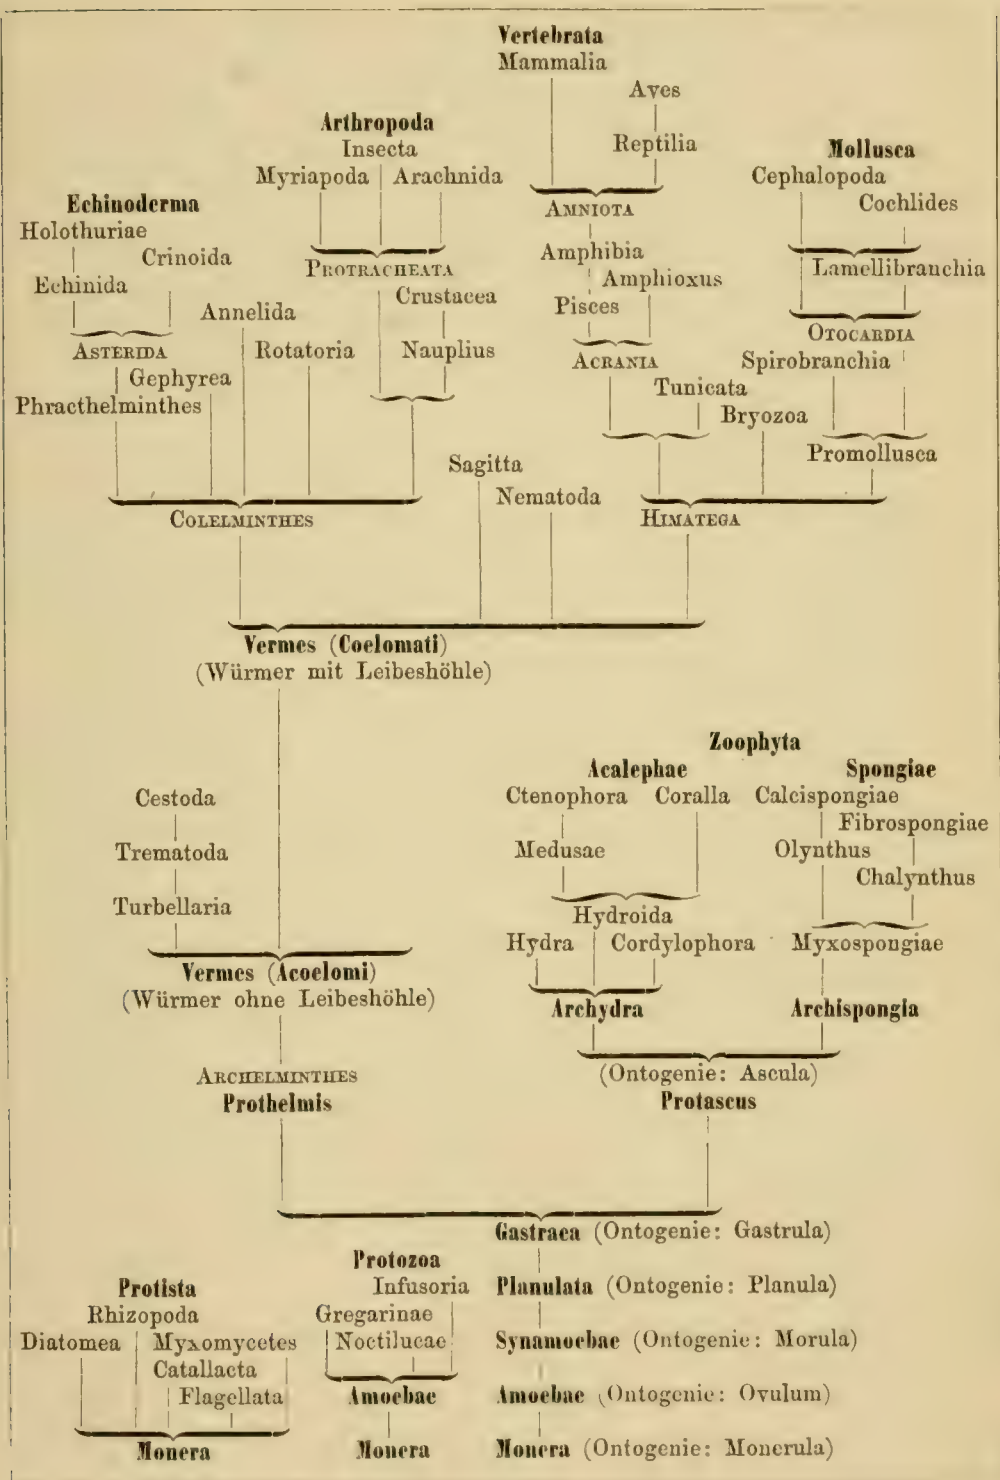 Vertebrata
Mammalia
Aves
Arthropoda
Insecta
Reptilia
Mollusca
Myriapoda Arachnida
Cephalopoda
Echinoderma
AMNIOTA
Cochlides
Holothuriae
Crinoida
Amphibia
PROTRACHEATA
Lamellibranchia
Echinida
Amphioxus
Crustacea
Pisces
Annelida
OTOCARDIA
ASTERIDA
Rotatoria
Nauplius
ACRANIA
Spirobranchia
Gephyrea
Tunicata
Phracthelminthes
Bryozoa
Promollusca
Sagitta
Nematoda
COLELMINTHES
HIMATEGA
Vermes (Coelomati)
(Würmer mit Leibeshöhle)
Zoophyta
Acalephae Spongiae
Cestoda
Ctenophora Coralla Calcispongiae
Fibrospongiae
Trematoda
Medusae
Olynthus
Chalynthus
Turbellaria
Hydroida
Hydra Cordylophora Myxospongiae
Vermes (Acoelomi)
(Würmer ohne Leibeshöhle)
Archydra Archispongia
ARCHELMINTHES
(Ontogenie: Ascula)
Prothelmis
Protascus
Gastraea (Ontogenie: Gastrula)
Protozoa
Protista
Infusoria
Planulata (Ontogenie: Planula)
Rhizopoda
Gregarinae
Diatomea Myxomycetes
Noctilucae
Synamoebae (Ontogenie: Morula)
Catallacta
Flagellata
Amoebae
Amoebae (Ontogenie: Ovulum)
Monera
Monera
Monera (Ontogenie: Monerula)